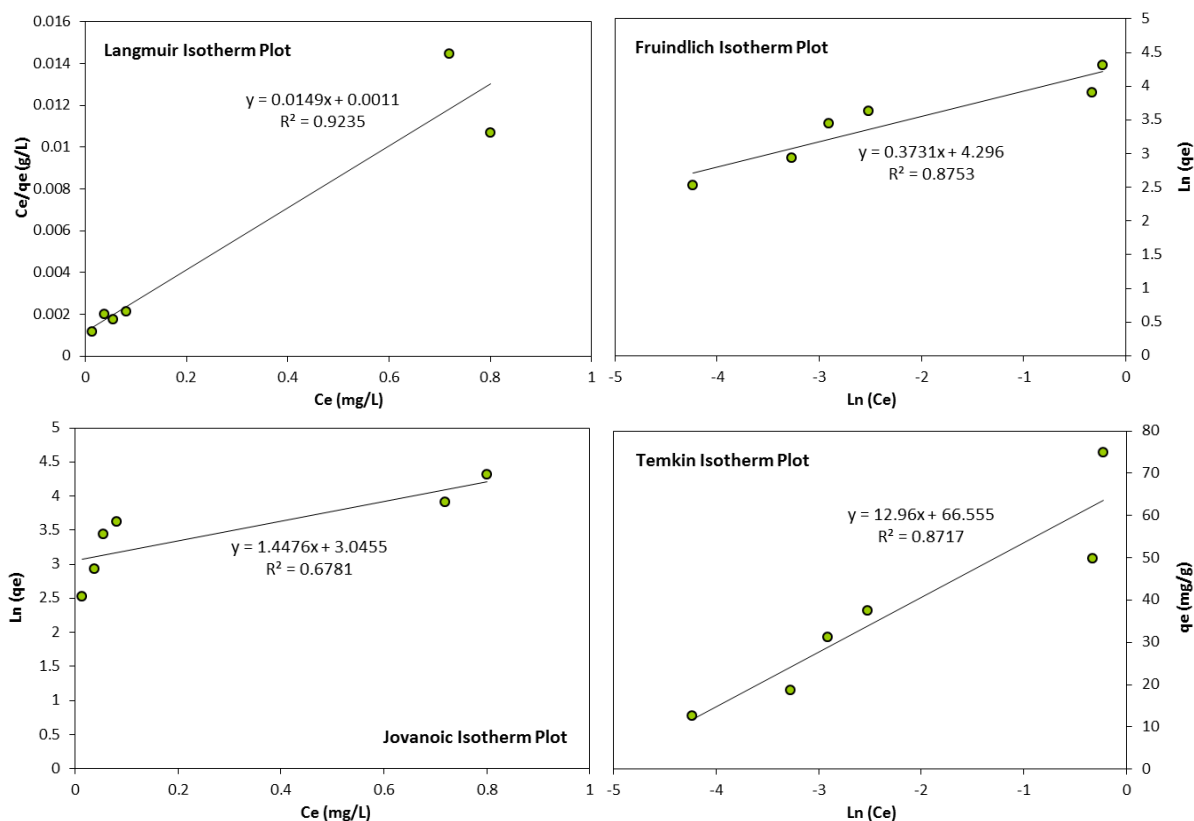 Langmuir Isotherm Plot
y = 0.0149x + 0.0011
R² = 0.9235
Ce/qe (g/L)
0.016
0.014
0.012
0.01
0.008
0.006
0.004
0.002
0
0 0.2 0.4 0.6 0.8 1
Ce (mg/L)
Fruindlich Isotherm Plot
y = 0.3731x + 4.296
R² = 0.8753
5
4.5
4
3.5
3
2.5
2
1.5
1
0.5
0
Ln (qe)
-5 -4 -3 -2 -1 0
Ln (Ce)
Ln (qe)
5
4.5
4
3.5
3
2.5
2
1.5
1
0.5
0
y = 1.4476x + 3.0455
R² = 0.6781
Jovanoic Isotherm Plot
0 0.2 0.4 0.6 0.8 1
Ce (mg/L)
Temkin Isotherm Plot
y = 12.96x + 66.555
R² = 0.8717
80
70
60
50
40
30
20
10
0
qe (mg/g)
-5 -4 -3 -2 -1 0
Ln (Ce)